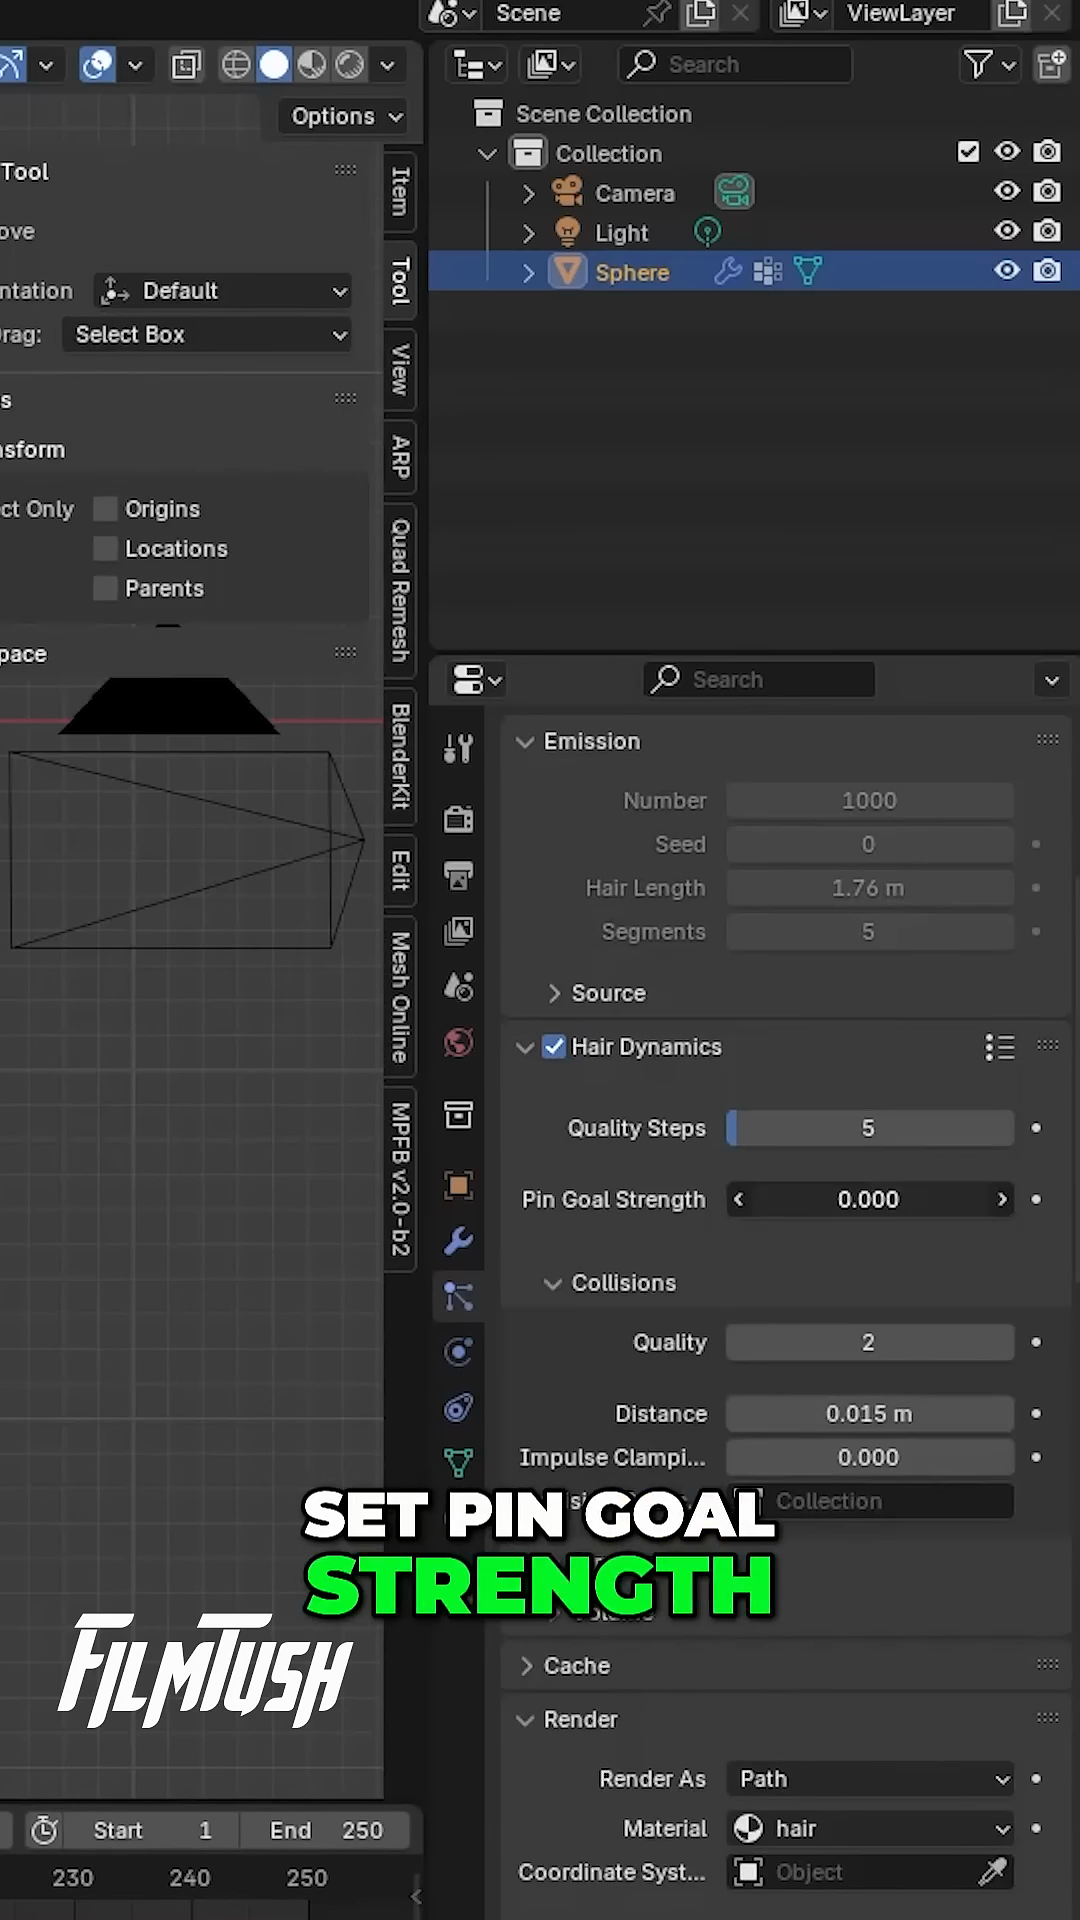 Scene
ViewLayer
Search
Options
Scene Collection
Collection
Camera
Light
Sphere
Tool
ove
ntation
Default
Drag:
Select Box
s
nsform
ct Only
Origins
Locations
Parents
pace
Item
Tool
View
ARP
Quad Remesh
BlenderKit
Edit
Mesh Online
MPFB v2.0-b2
Search
Emission
Number 1000
Seed 0
Hair Length 1.76 m
Segments 5
Source
Hair Dynamics
Quality Steps 5
Pin Goal Strength 0.000
Collisions
Quality 2
Distance 0.015 m
Impulse Clampi... 0.000
Collection
SET PIN GOAL
STRENGTH
FILMTUSH
Cache
Render
Render As Path
Material hair
Coordinate Syst... Object
Start 1 End 250
230 240 250